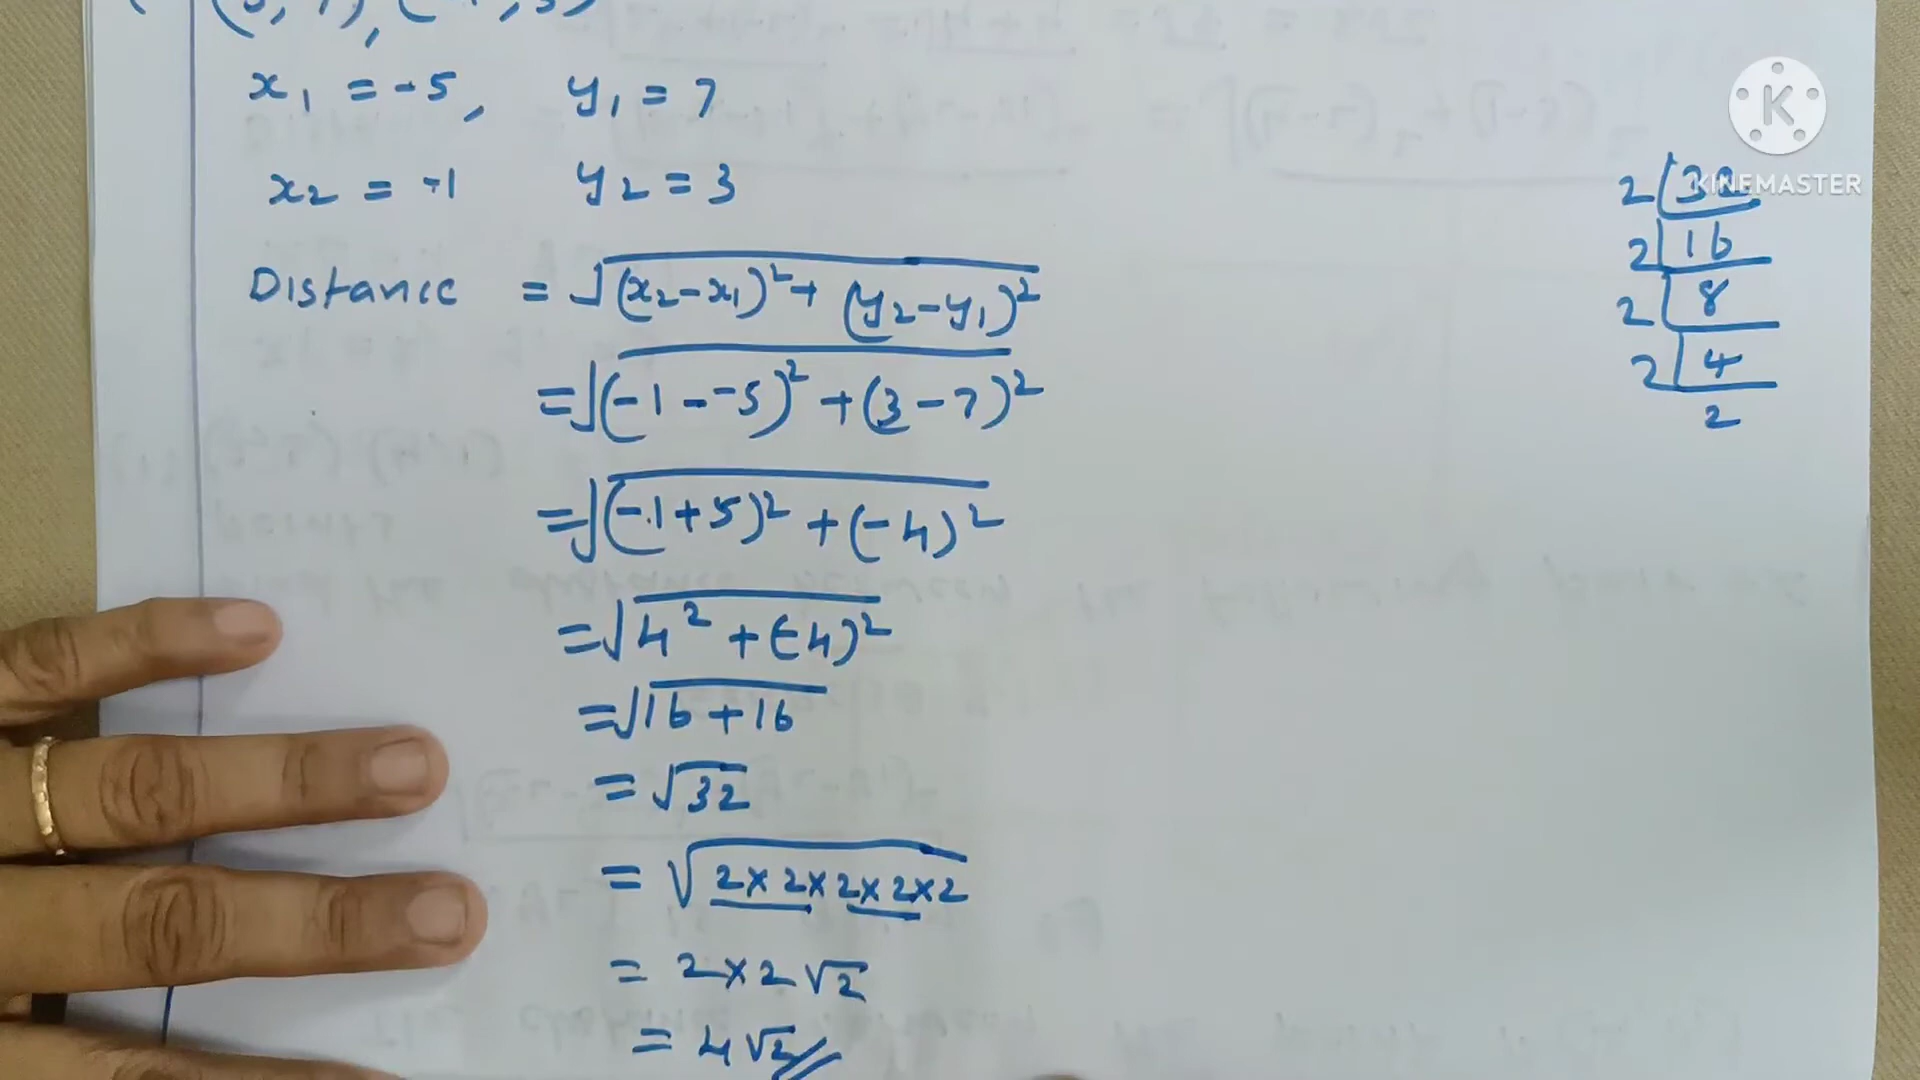 x₁ = -5, y₁ = 7
x₂ = -1 y₂ = 3
Distance = √(x₂-x₁)² + (y₂-y₁)²
= √(-1 - -5)² + (3-7)²
= √(-1+5)² + (-4)²
= √4² + (-4)²
= √16+16
= √32
= √2×2×2×2×2
= 2×2√2
= 4√2
K
KINEMASTER
2 32
2 16
2 8
2 4
2